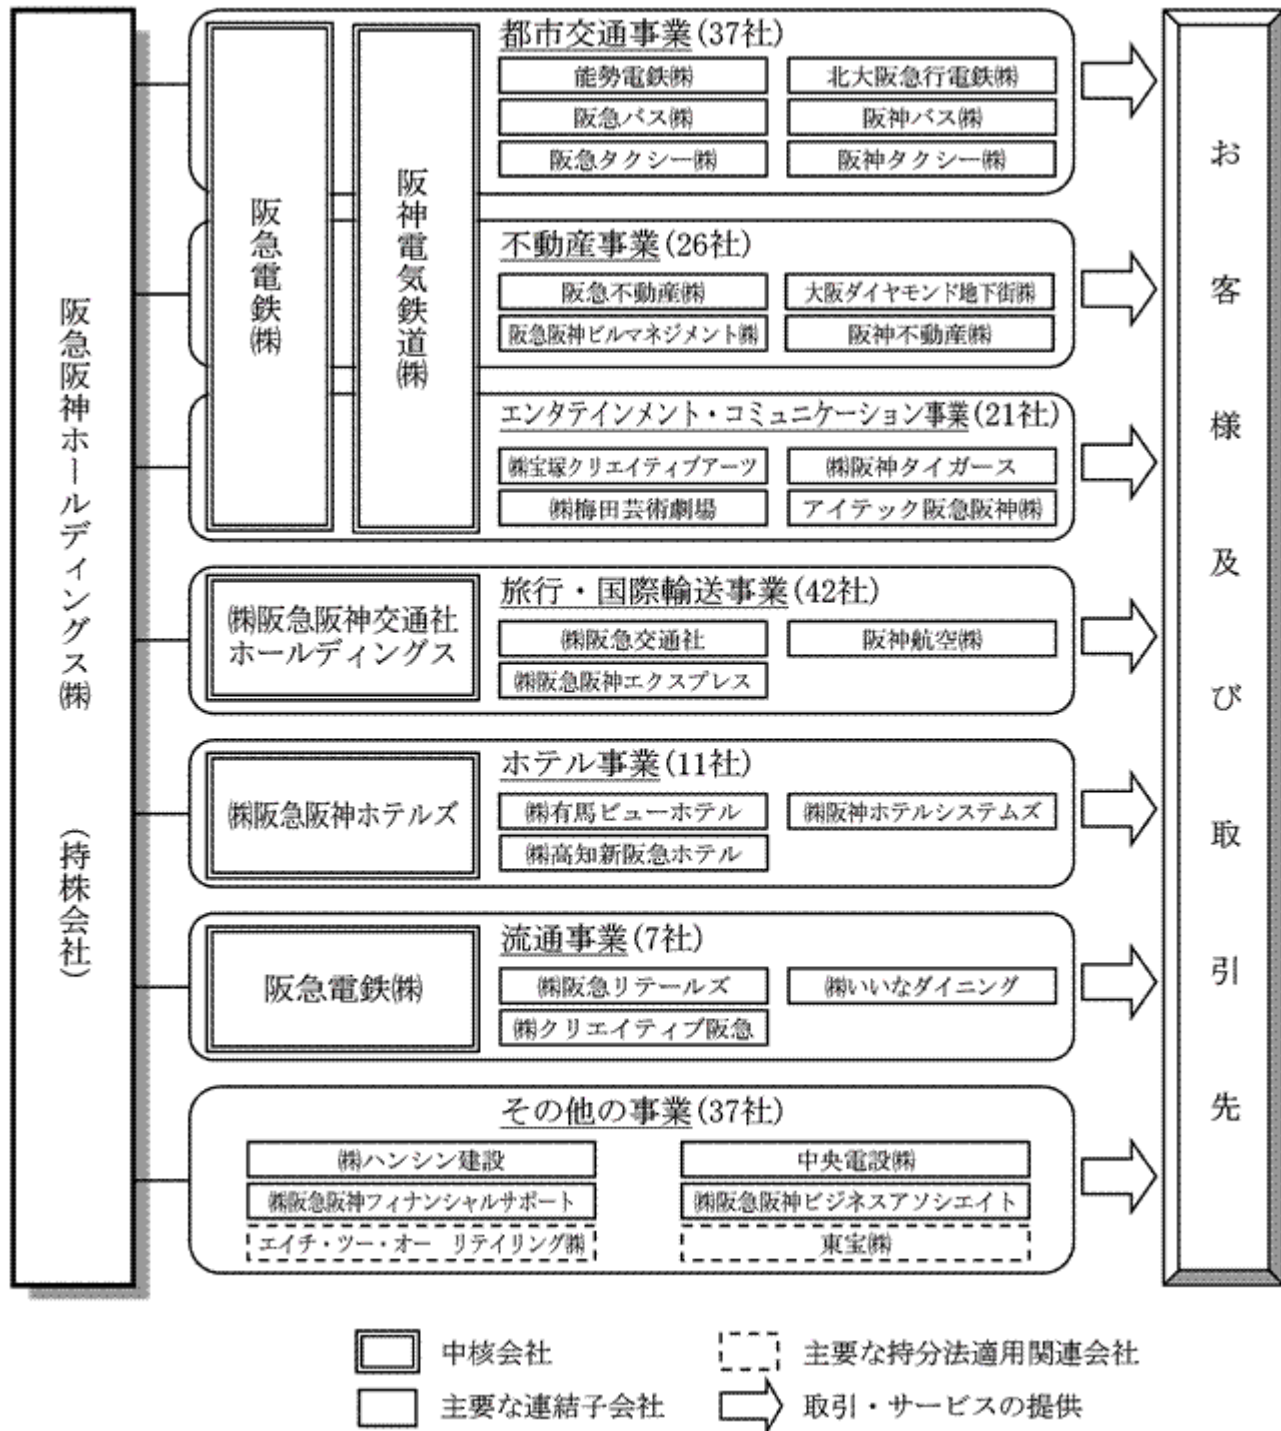 阪急阪神ホールディングス㈱
（持株会社）
阪急電鉄㈱
阪神電気鉄道㈱
都市交通事業(37社)
能勢電鉄㈱
北大阪急行電鉄㈱
阪急バス㈱
阪神バス㈱
阪急タクシー㈱
阪神タクシー㈱
不動産事業(26社)
阪急不動産㈱
大阪ダイヤモンド地下街㈱
阪急阪神ビルマネジメント㈱
阪神不動産㈱
エンタテインメント・コミュニケーション事業(21社)
㈱宝塚クリエイティブアーツ
㈱阪神タイガース
㈱梅田芸術劇場
アイテック阪急阪神㈱
㈱阪急阪神交通社
ホールディングス
旅行・国際輸送事業(42社)
㈱阪急交通社
阪神航空㈱
㈱阪急阪神エクスプレス
㈱阪急阪神ホテルズ
ホテル事業(11社)
㈱有馬ビューホテル
㈱阪神ホテルシステムズ
㈱高知新阪急ホテル
阪急電鉄㈱
流通事業(7社)
㈱阪急リテールズ
㈱いいなダイニング
㈱クリエイティブ阪急
その他の事業(37社)
㈱ハンシン建設
中央電設㈱
㈱阪急阪神フィナンシャルサポート
㈱阪急阪神ビジネスアソシエイト
エイチ・ツー・オー　リテイリング㈱
東宝㈱
お客様及び取引先
中核会社
主要な持分法適用関連会社
主要な連結子会社
取引・サービスの提供